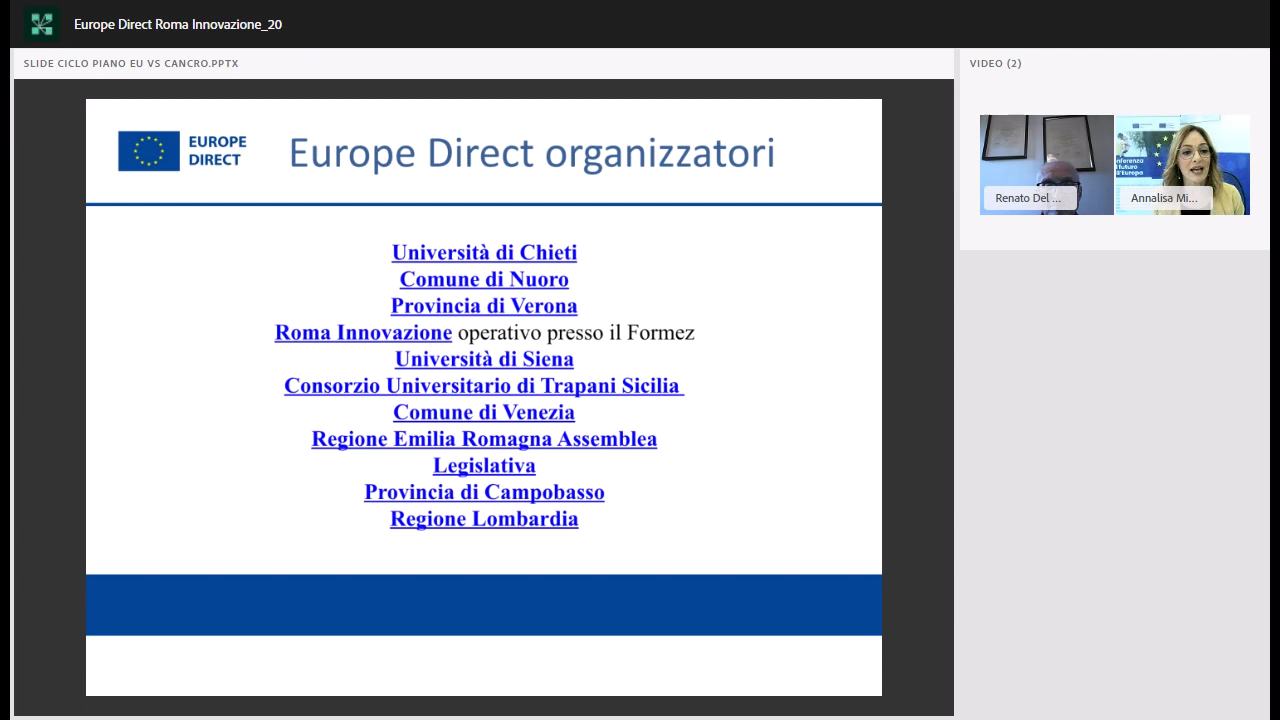 Europe Direct Roma Innovazione_20
SLIDE CICLO PIANO EU VS CANCRO.PPTX
VIDEO (2)
EUROPE
DIRECT
Europe Direct organizzatori
Università di Chieti
Comune di Nuoro
Provincia di Verona
Roma Innovazione operativo presso il Formez
Università di Siena
Consorzio Universitario di Trapani Sicilia
Comune di Venezia
Regione Emilia Romagna Assemblea
Legislativa
Provincia di Campobasso
Regione Lombardia
Renato Del ...
Annalisa Mi...